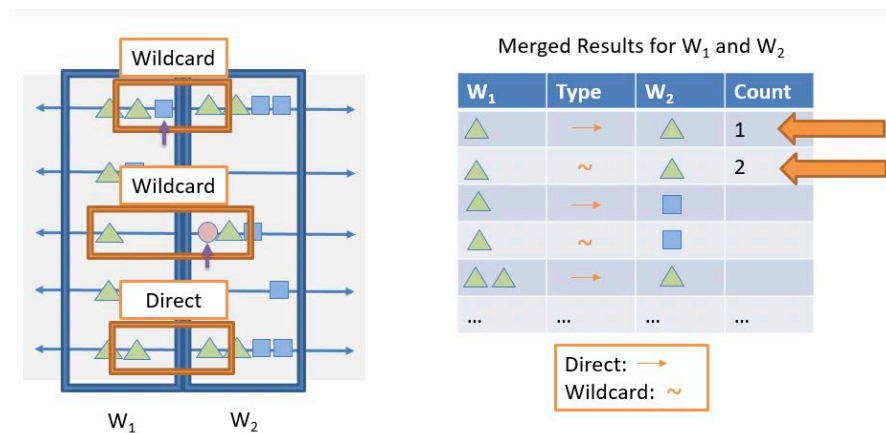 Wildcard
Wildcard
Direct
W₁ W₂
Merged Results for W₁ and W₂
W₁ Type W₂ Count
→ 1
~ 2
→
~
→
... ... ... ...
Direct: →
Wildcard: ~